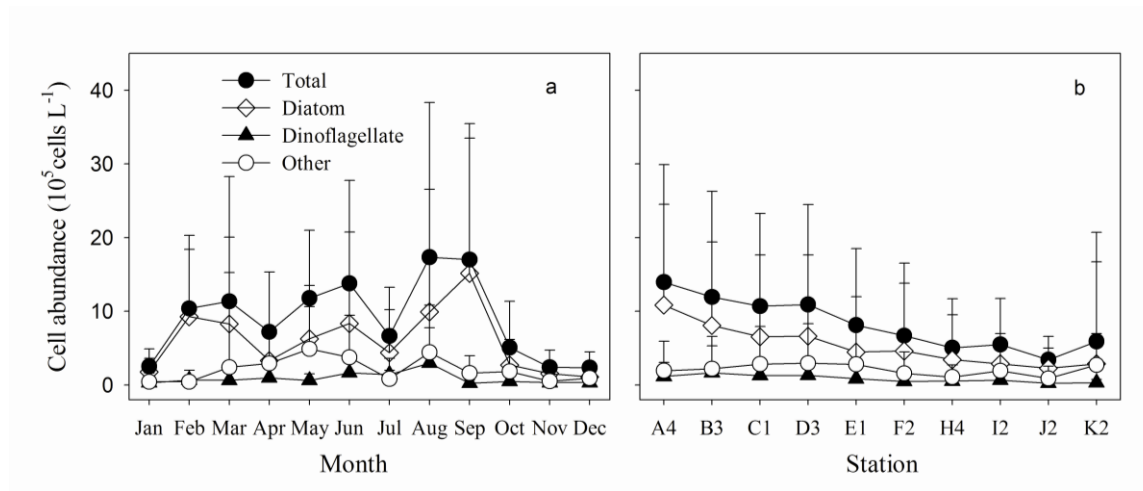 a
b
Total
Diatom
Dinoflagellate
Other
Cell abundance (10⁵cells L⁻¹)
40
30
20
10
0
Jan Feb Mar Apr May Jun Jul Aug Sep Oct Nov Dec
A4 B3 C1 D3 E1 F2 H4 I2 J2 K2
Month
Station